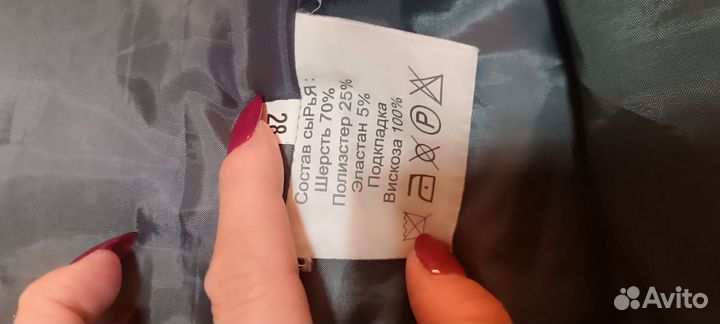 Состав сыРьЯ:
Шерсть 70%
Полиэстер 25%
Эластан 5%
Подкладка
Вискоза 100%
P
28
Avito